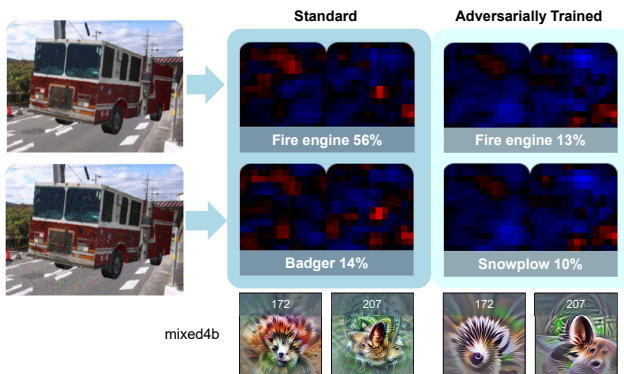 Standard
Adversarially Trained
Fire engine 56%
Fire engine 13%
Badger 14%
Snowplow 10%
172
207
172
207
mixed4b